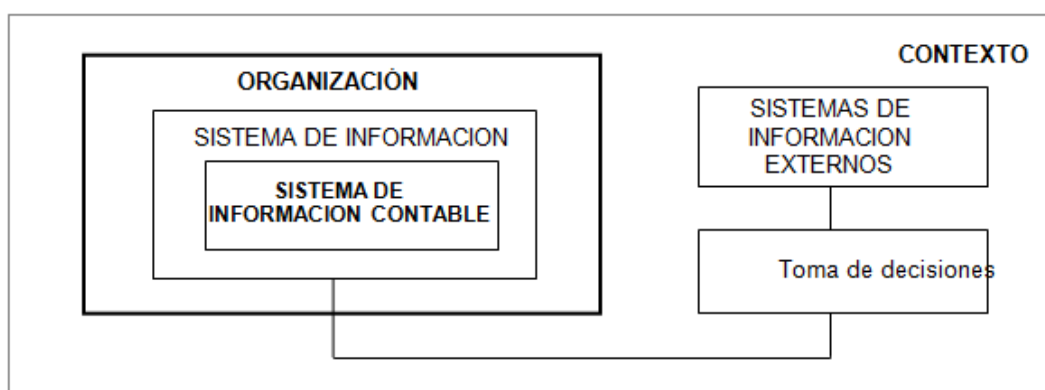 CONTEXTO
ORGANIZACIÓN
SISTEMA DE INFORMACION
SISTEMA DE
INFORMACION CONTABLE
SISTEMAS DE
INFORMACION
EXTERNOS
Toma de decisiones